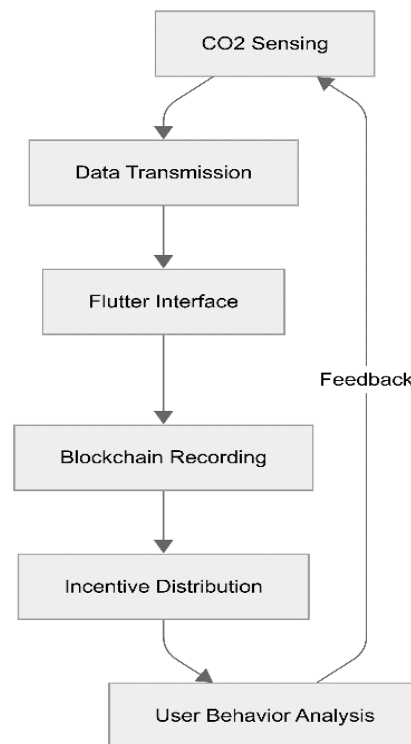 CO2 Sensing
Data Transmission
Flutter Interface
Feedback
Blockchain Recording
Incentive Distribution
User Behavior Analysis